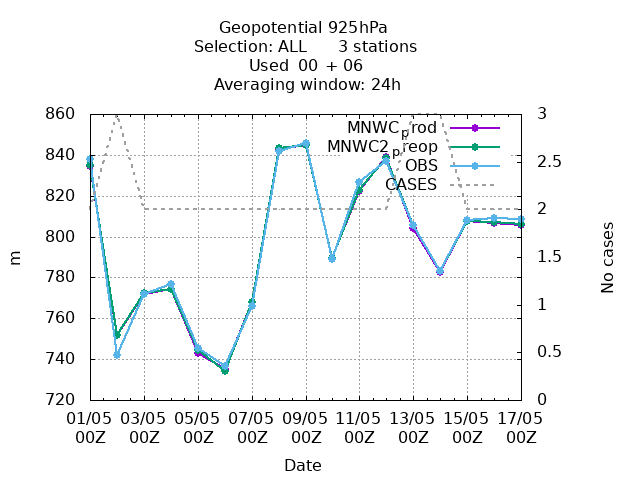 Geopotential 925hPa
Selection: ALL      3 stations
Used  00 + 06
Averaging window: 24h
860
840
820
800
780
760
740
720
m
3
2.5
2
1.5
1
0.5
0
No cases
MNWCprod
MNWC2preop
OBS
CASES
01/05 03/05 05/05 07/05 09/05 11/05 13/05 15/05 17/05
00Z 00Z 00Z 00Z 00Z 00Z 00Z 00Z 00Z
Date